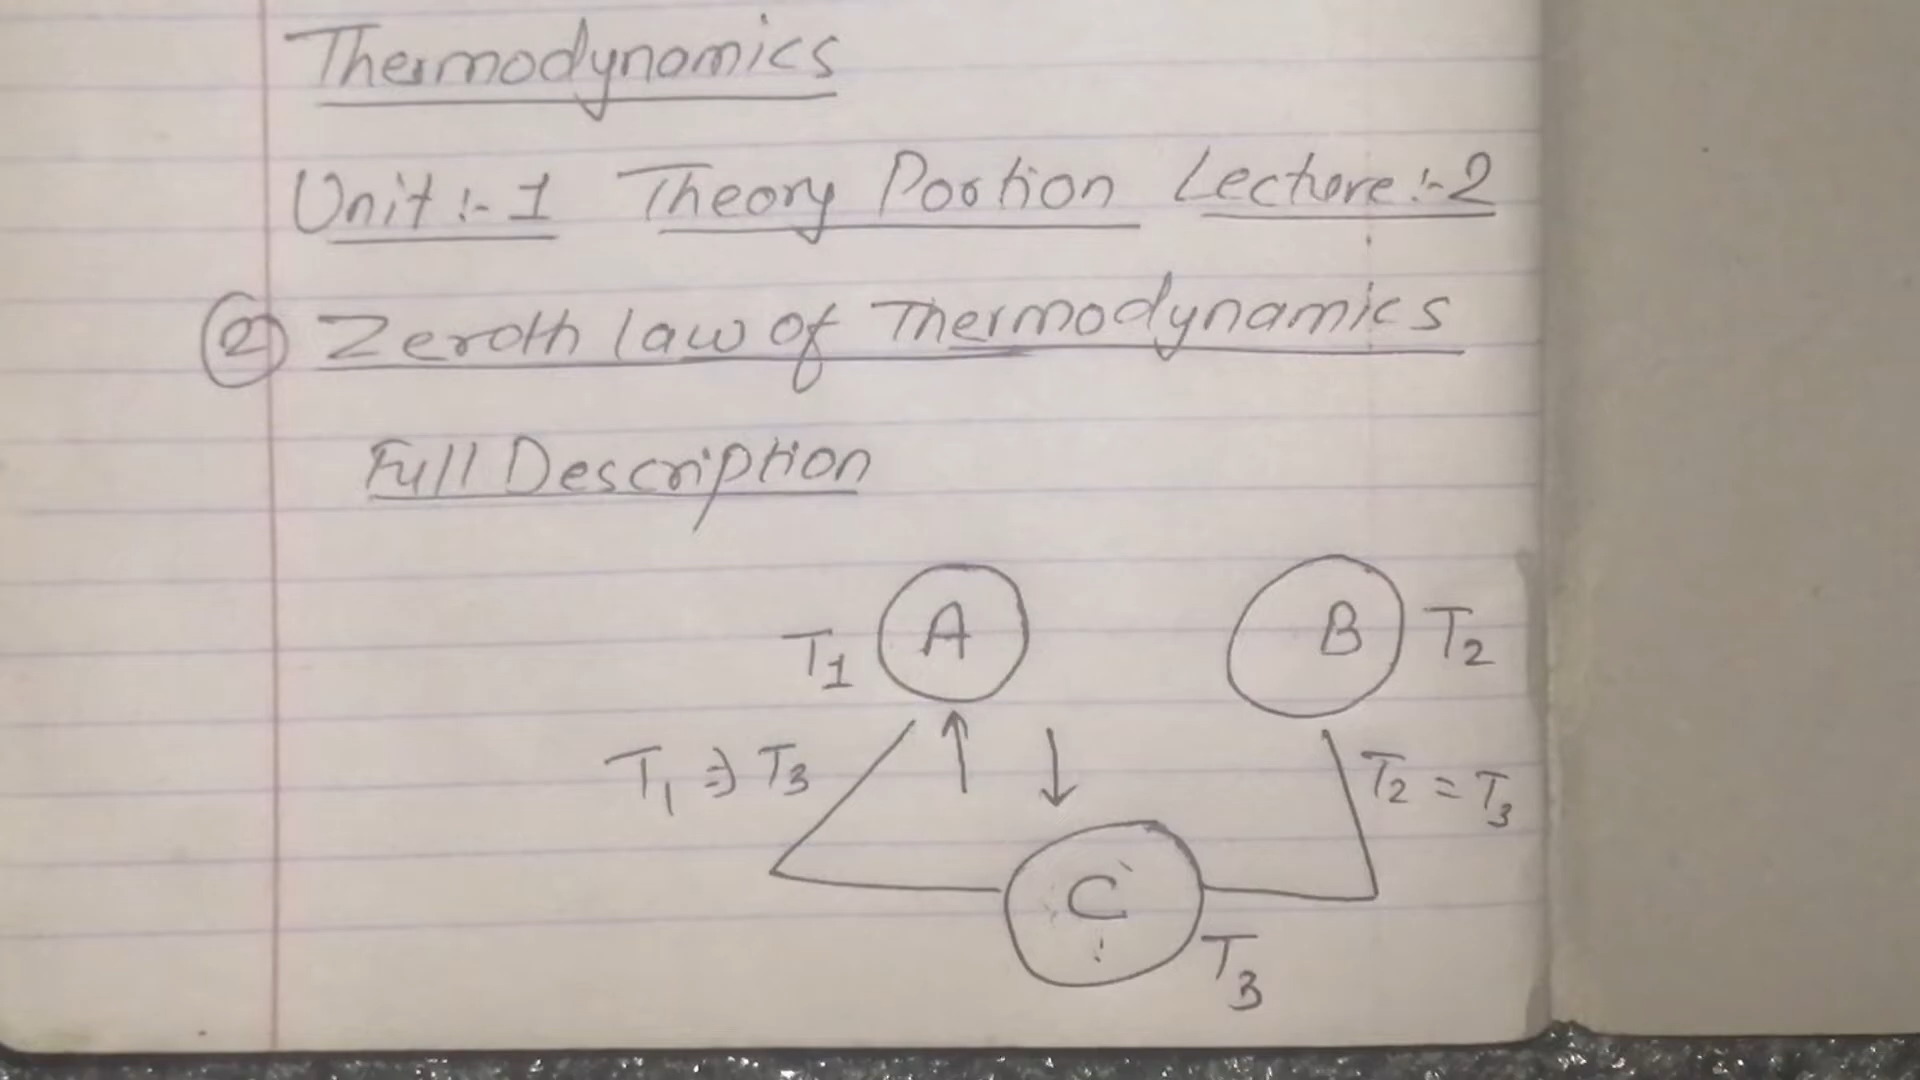 Thermodynamics
Unit :- 1 Theory Portion Lecture :- 2
② Zeroth law of Thermodynamics
Full Description
A B
T1 T2
T1 => T3 T2 = T3
C
T3